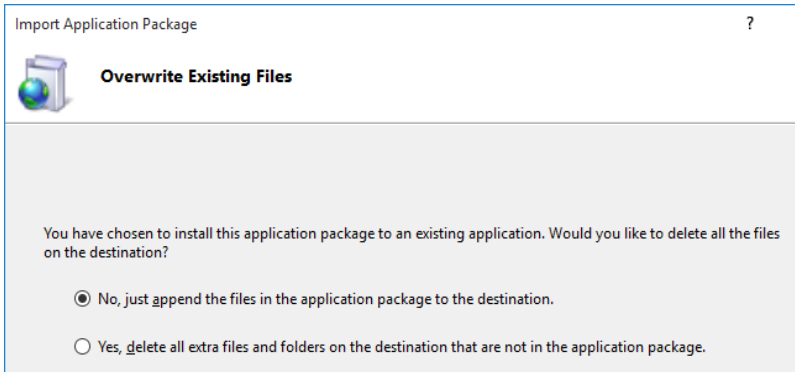 Import Application Package ?
Overwrite Existing Files
You have chosen to install this application package to an existing application. Would you like to delete all the files
on the destination?
No, just append the files in the application package to the destination.
Yes, delete all extra files and folders on the destination that are not in the application package.